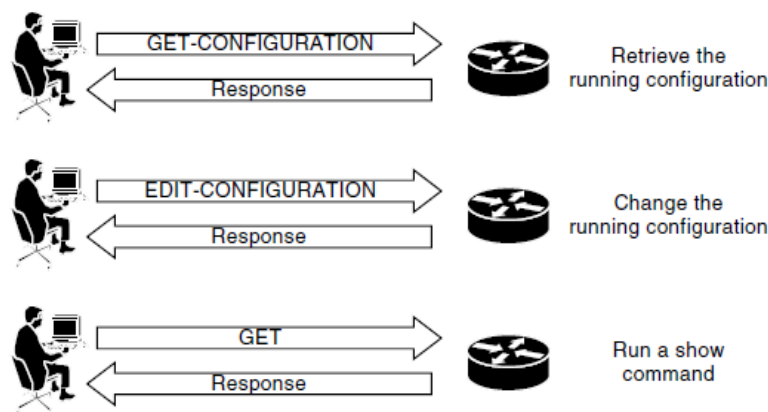 GET-CONFIGURATION
Response
Retrieve the
running configuration
EDIT-CONFIGURATION
Response
Change the
running configuration
GET
Response
Run a show
command